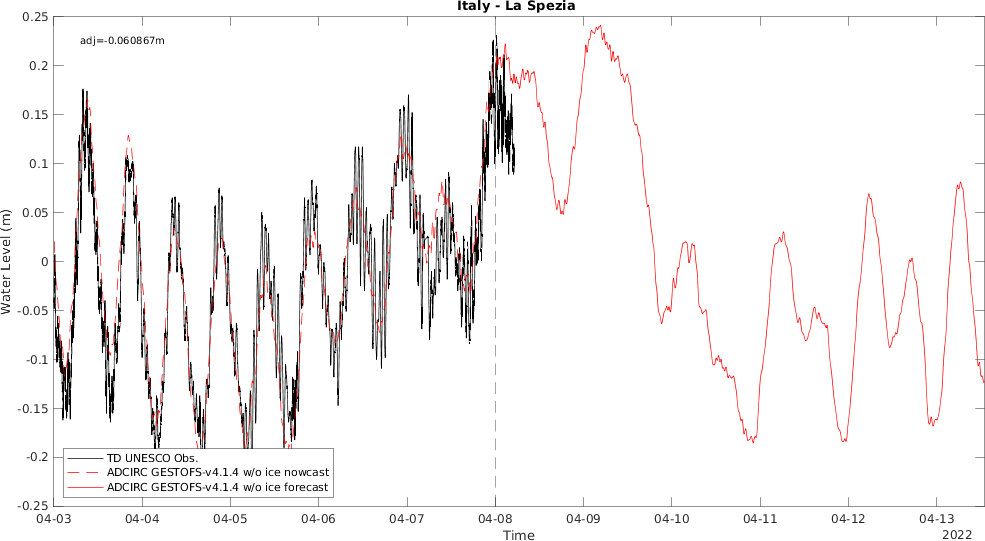 Italy - La Spezia
adj=-0.060867m
0.25
0.2
0.15
0.1
0.05
0
-0.05
-0.1
-0.15
-0.2
-0.25
Water Level (m)
TD UNESCO Obs.
ADCIRC GESTOFS-v4.1.4 w/o ice nowcast
ADCIRC GESTOFS-v4.1.4 w/o ice forecast
04-03 04-04 04-05 04-06 04-07 04-08 04-09 04-10 04-11 04-12 04-13
Time
2022